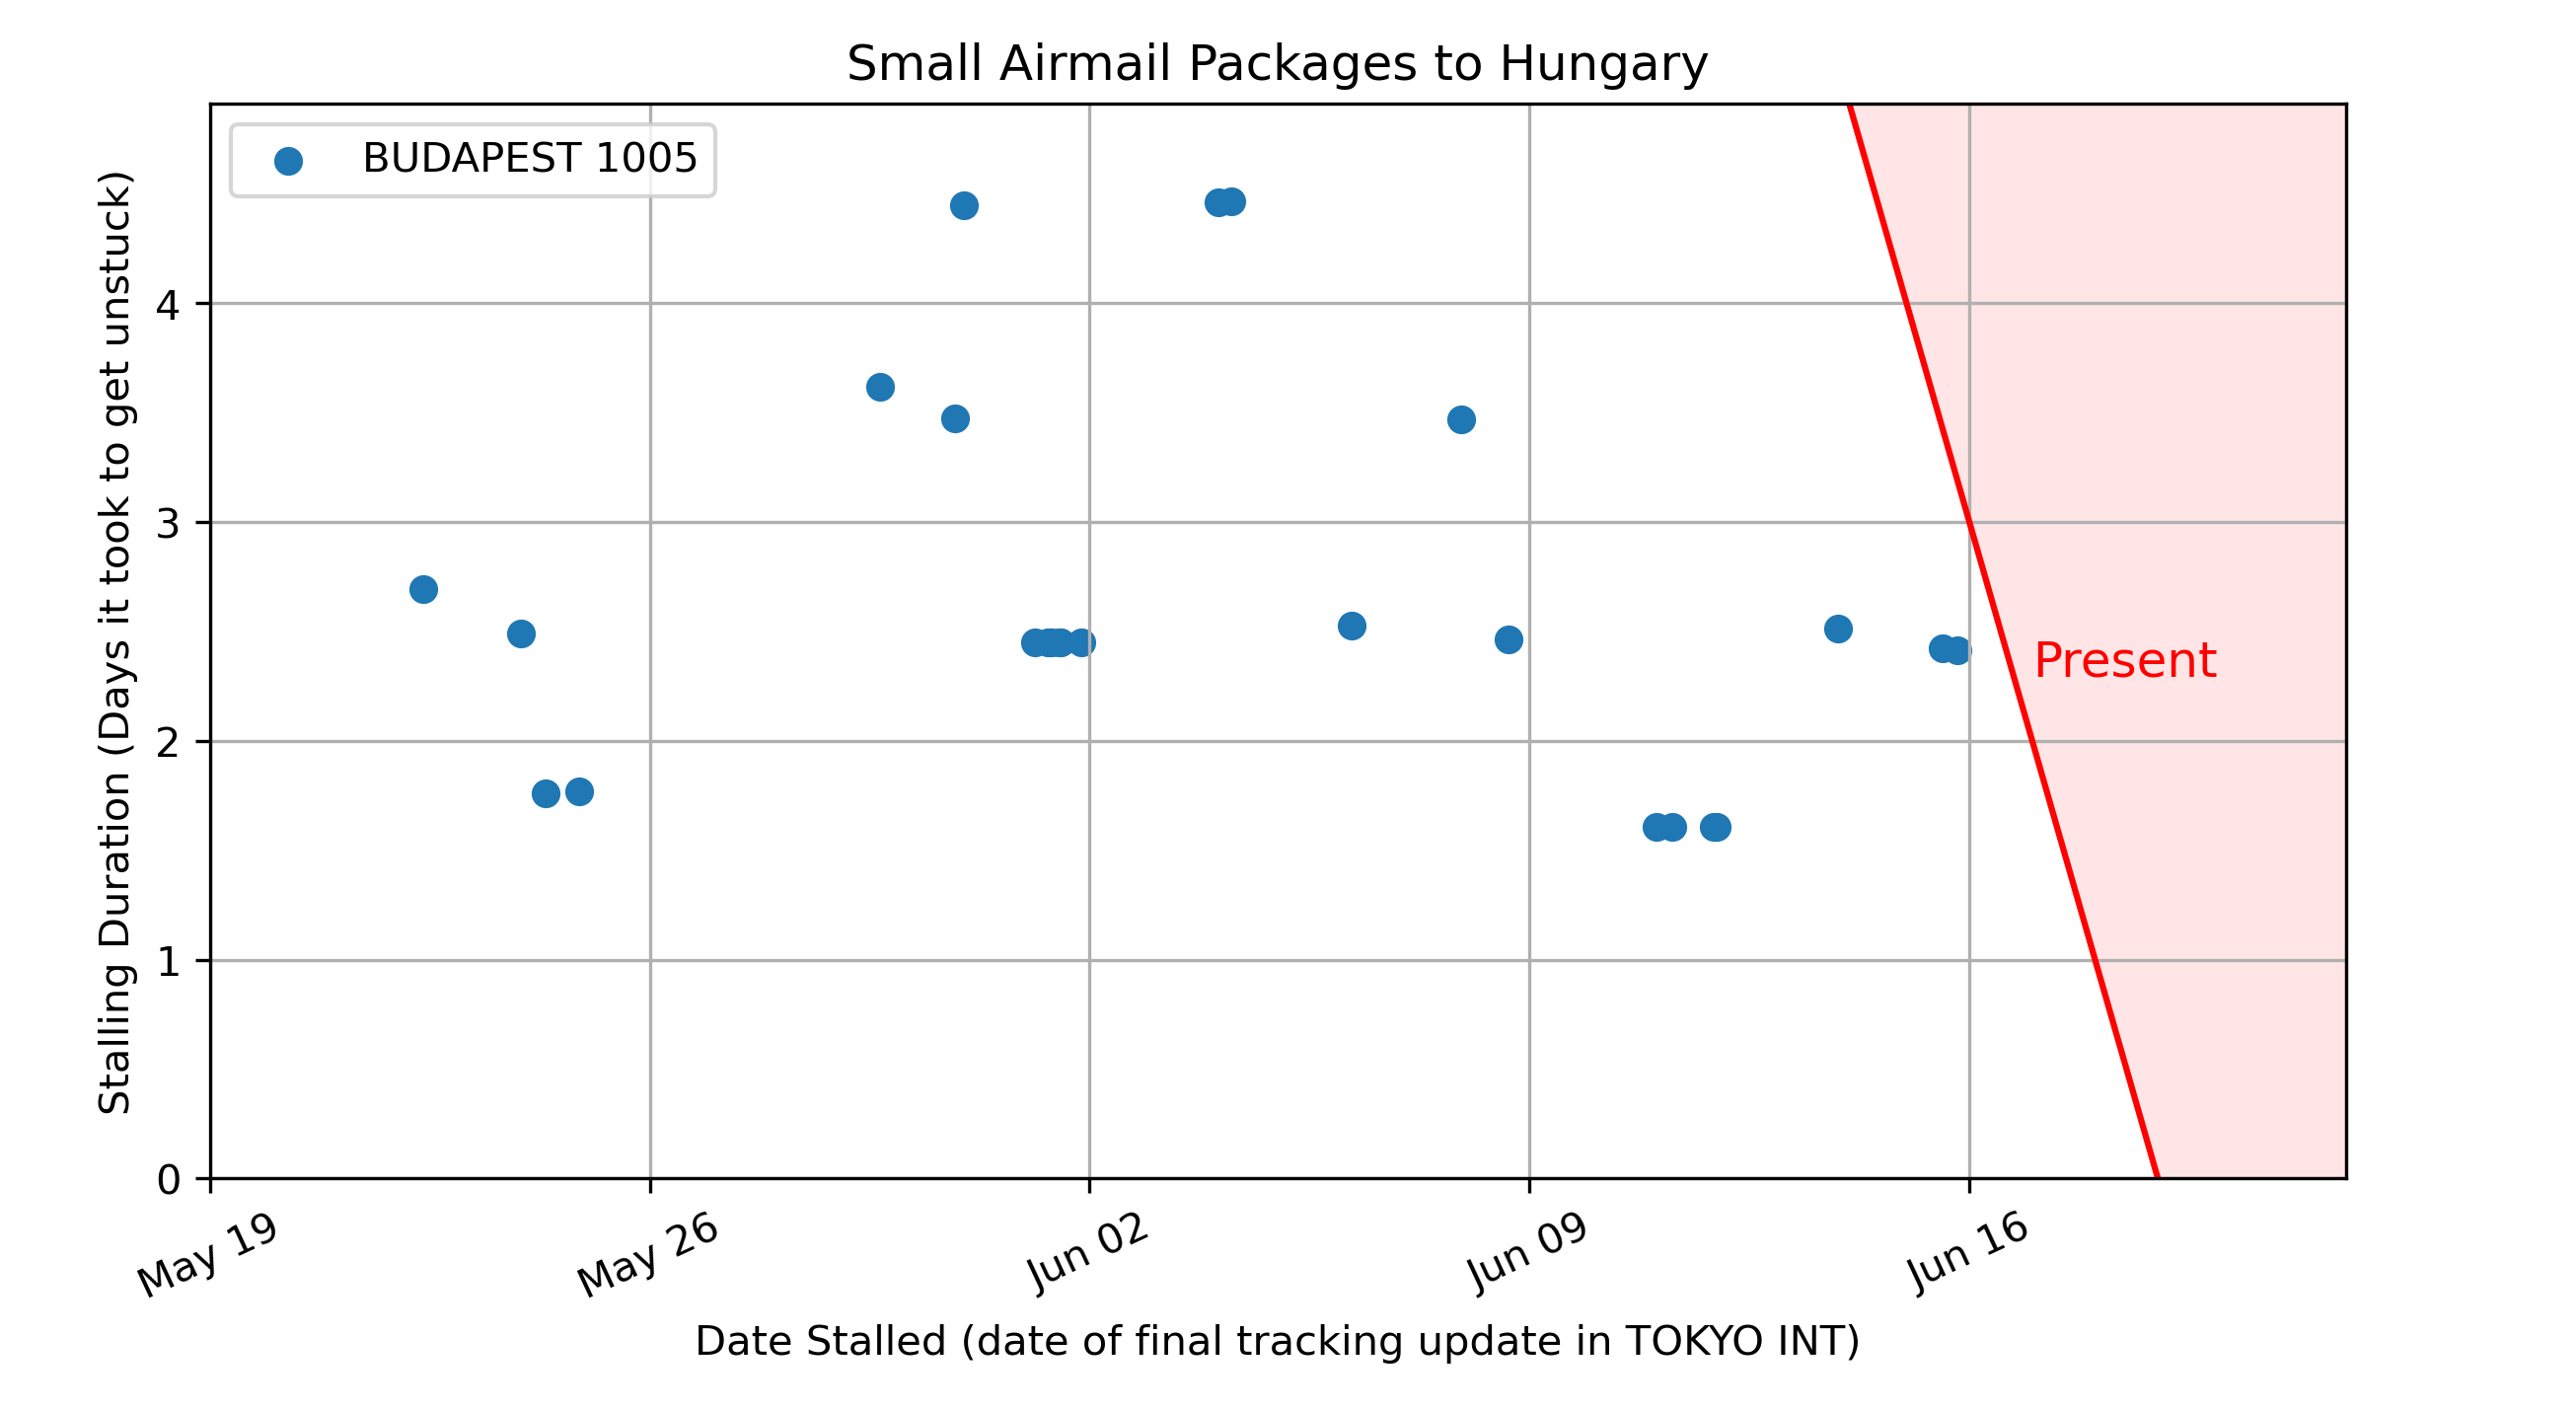 Small Airmail Packages to Hungary
BUDAPEST 1005
Stalling Duration (Days it took to get unstuck)
4
3
2
1
0
Present
May 19
May 26
Jun 02
Jun 09
Jun 16
Date Stalled (date of final tracking update in TOKYO INT)